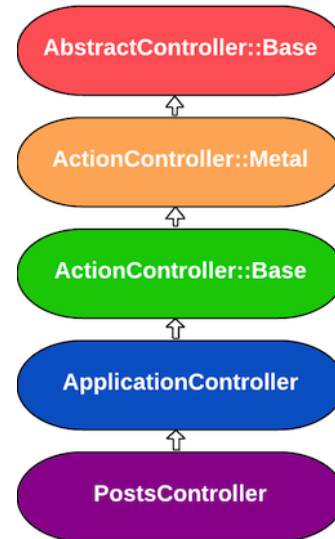 AbstractController::Base
ActionController::Metal
ActionController::Base
ApplicationController
PostsController